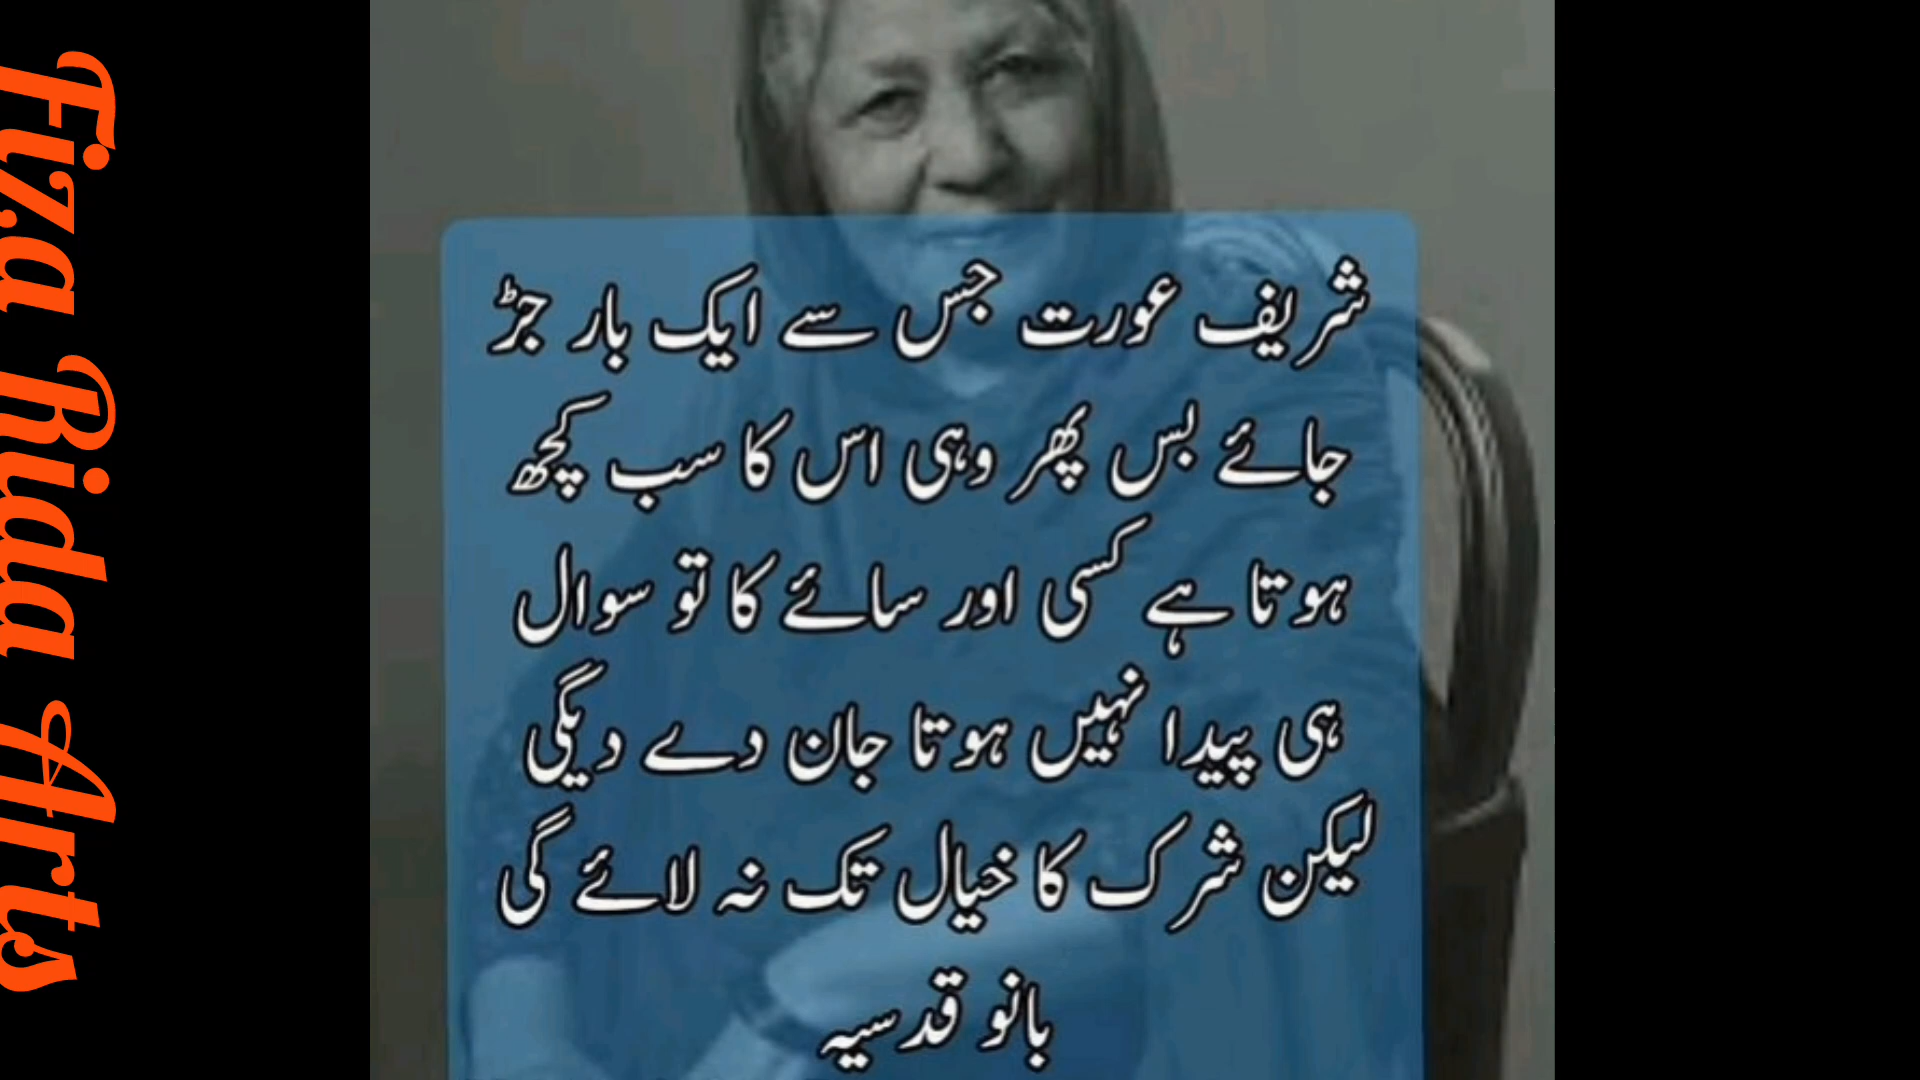 Fiza Rida Arts
شریف عورت جس سے ایک بار جڑ
جائے بس پھر وہی اس کا سب کچھ
ہوتا ہے کسی اور سائے کا تو سوال
ہی پیدا نہیں ہوتا جان دے دیگی
لیکن شرک کا خیال تک نہ لائے گی
بانو قدسیہ